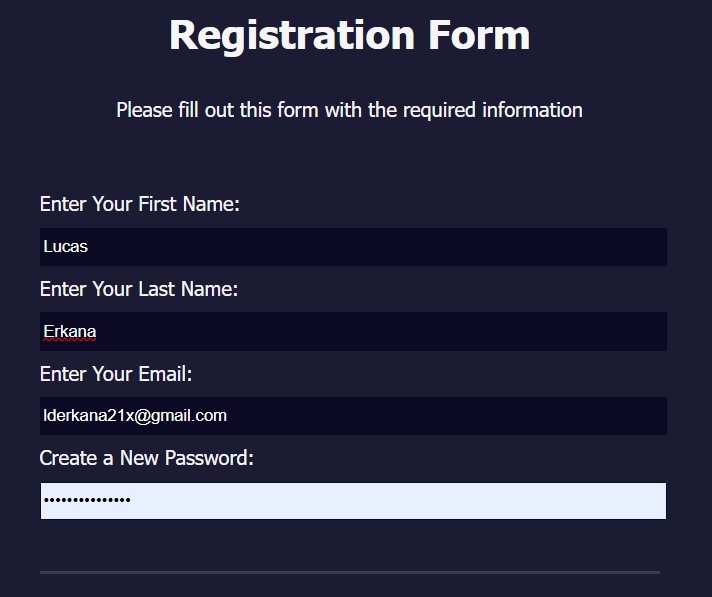 Registration Form
Please fill out this form with the required information
Enter Your First Name:
Lucas
Enter Your Last Name:
Erkana
Enter Your Email:
lderkana21x@gmail.com
Create a New Password:
•••••••••••••••